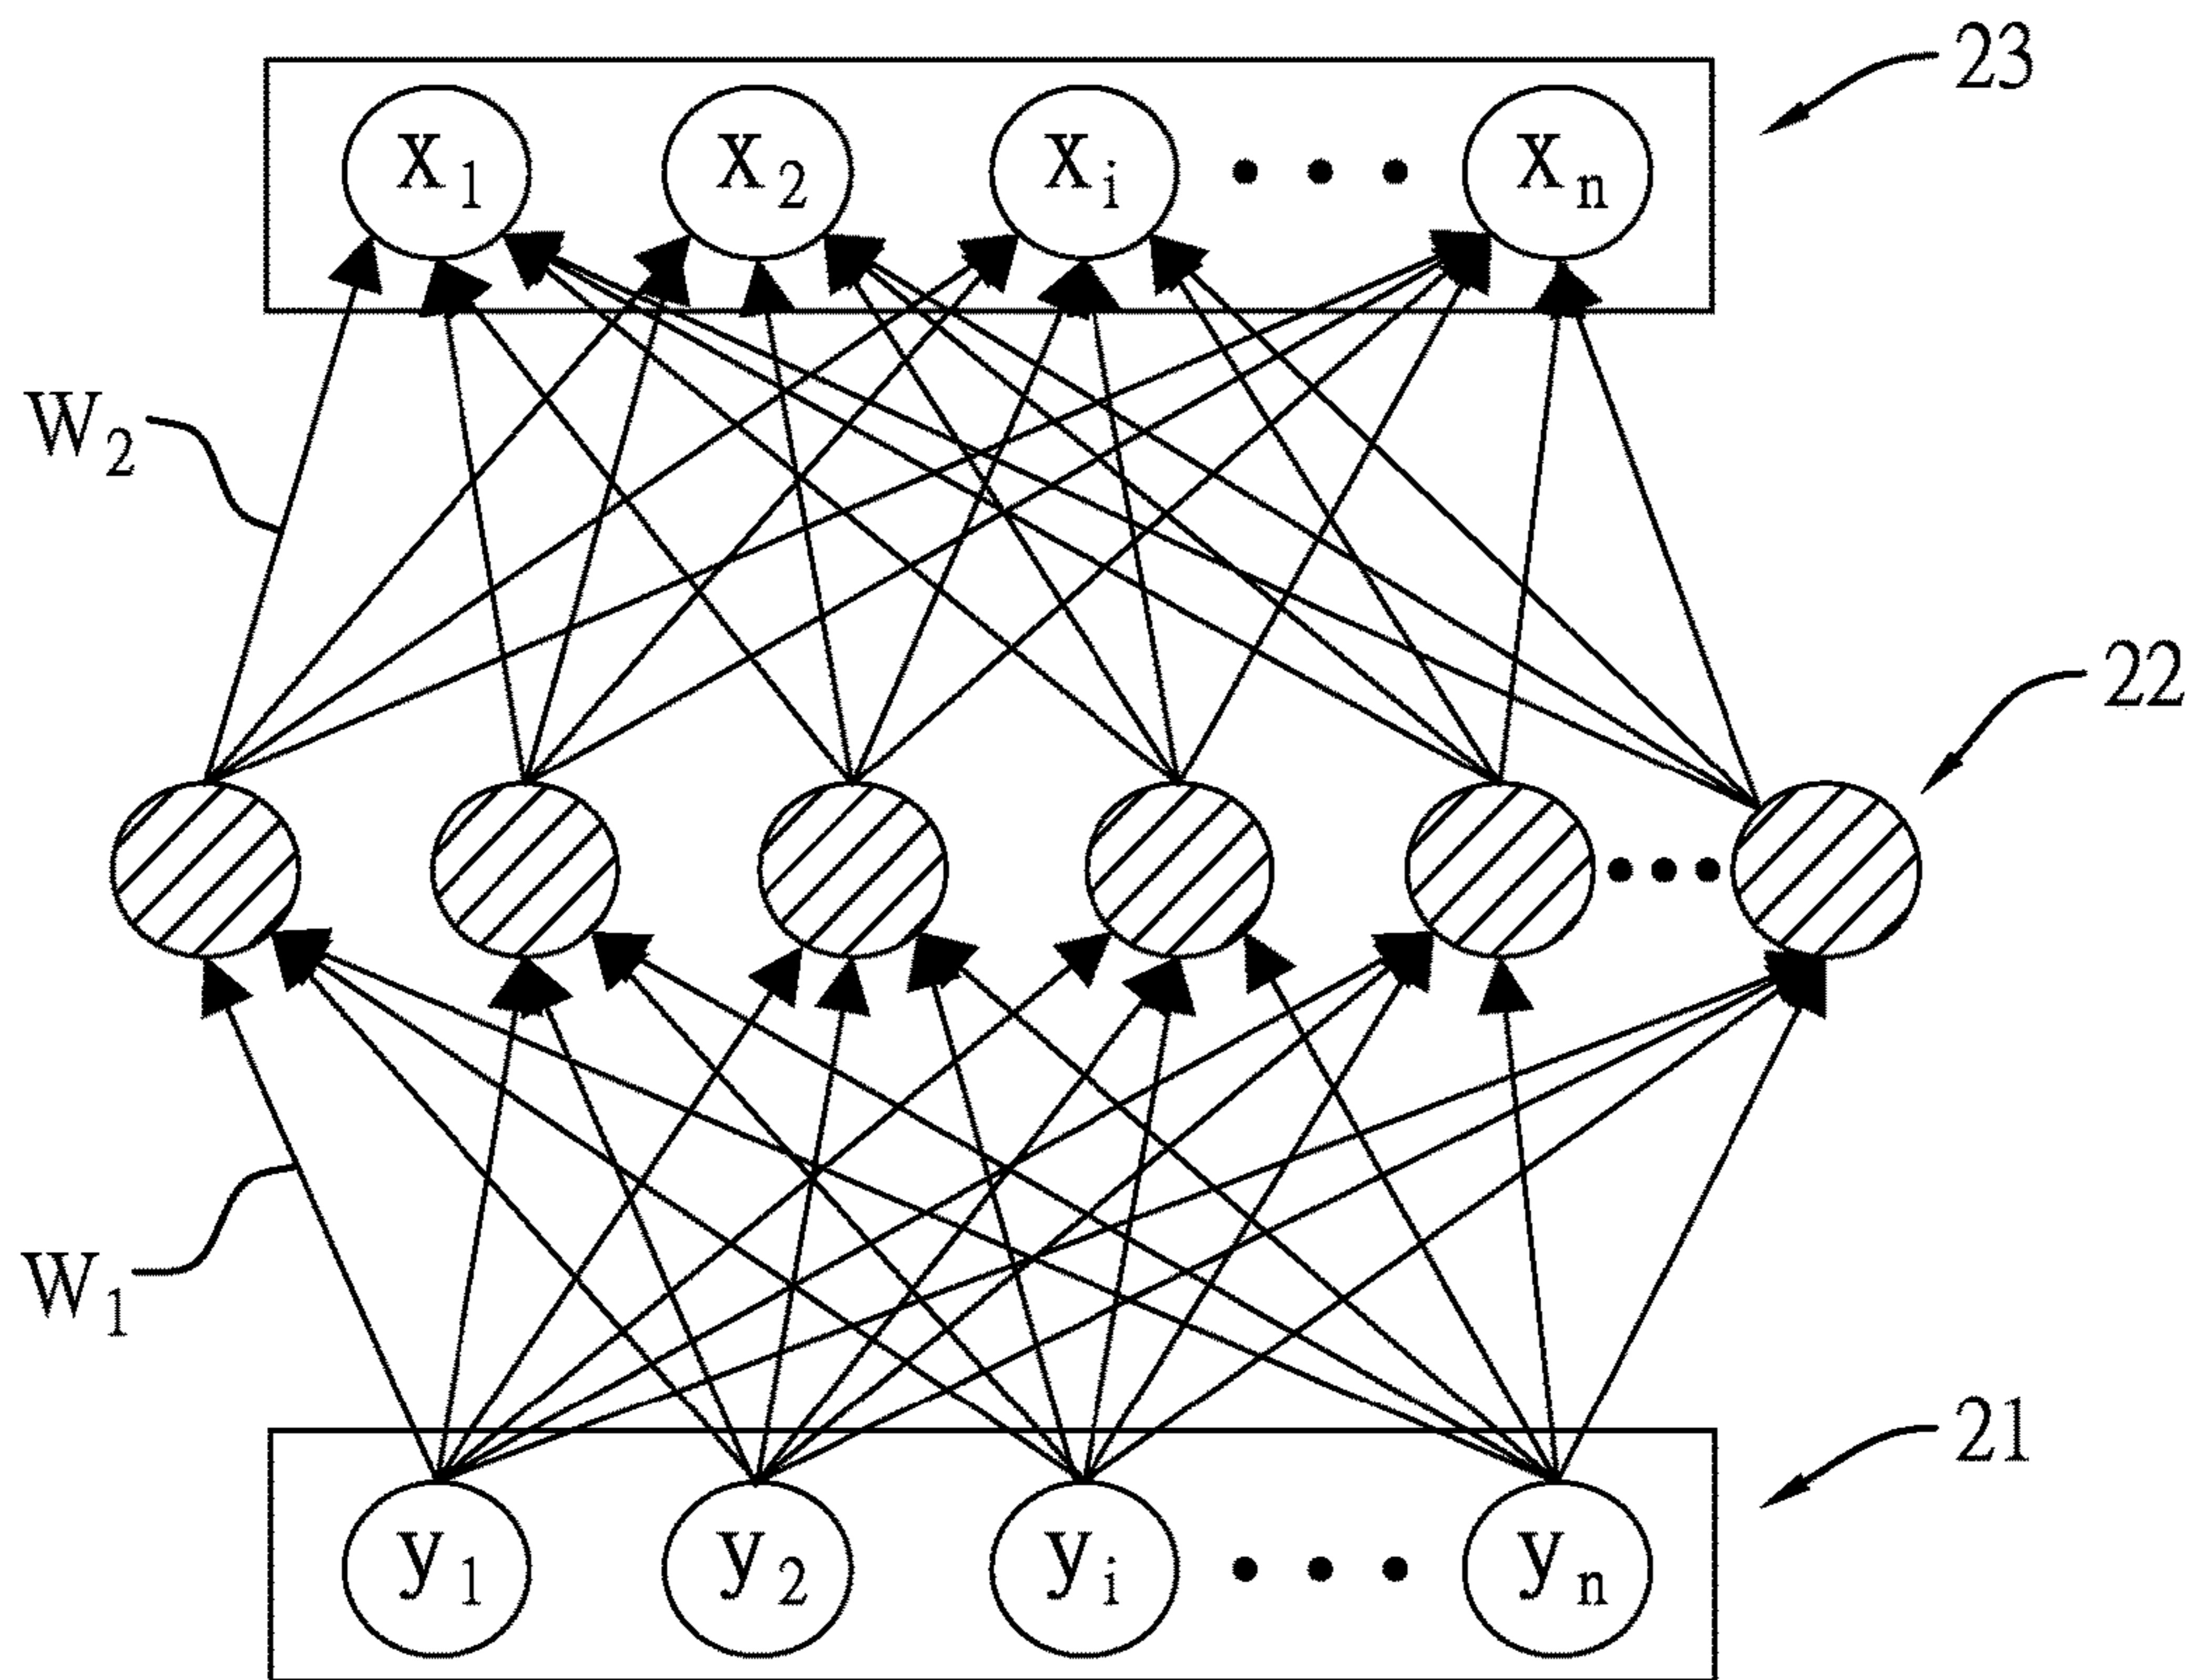 23
x1 x2 xi • • • xn
W2
22
• • •
W1
21
y1 y2 yi • • • yn